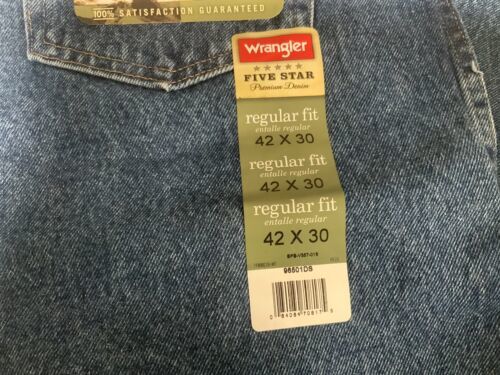 100% SATISFACTION GUARANTEED
Wrangler
FIVE STAR
Premium Denim
regular fit
entalle regular
42 X 30
regular fit
entalle regular
42 X 30
regular fit
entalle regular
42 X 30
96501DS